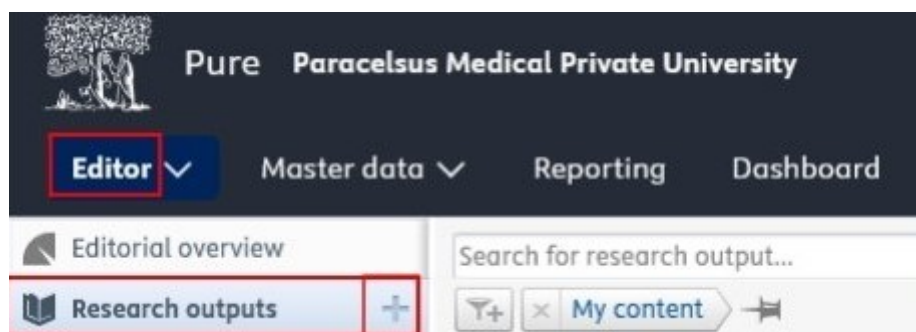 Pure Paracelsus Medical Private University
Editor Master data Reporting Dashboard
Editorial overview
Search for research output...
Research outputs
My content